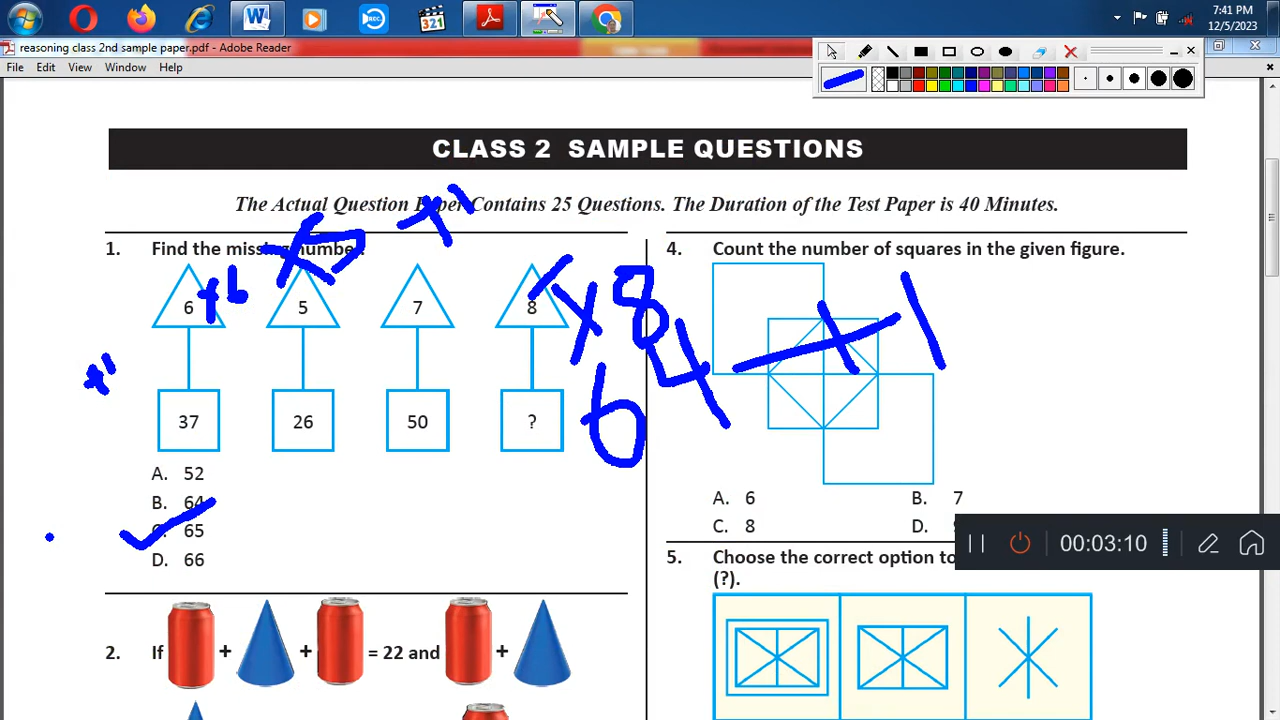 7:41 PM
12/5/2023
REC
321
reasoning class 2nd sample paper.pdf - Adobe Reader
File Edit View Window Help
CLASS 2 SAMPLE QUESTIONS
The Actual Question Paper Contains 25 Questions. The Duration of the Test Paper is 40 Minutes.
1. Find the missing number.
6 5 7 8
37 26 50 ?
A. 52
B. 64
C. 65
D. 66
×8
64 + 1
2. If + + = 22 and +
4. Count the number of squares in the given figure.
A. 6 B. 7
C. 8 D.
00:03:10
5. Choose the correct option to
(?).